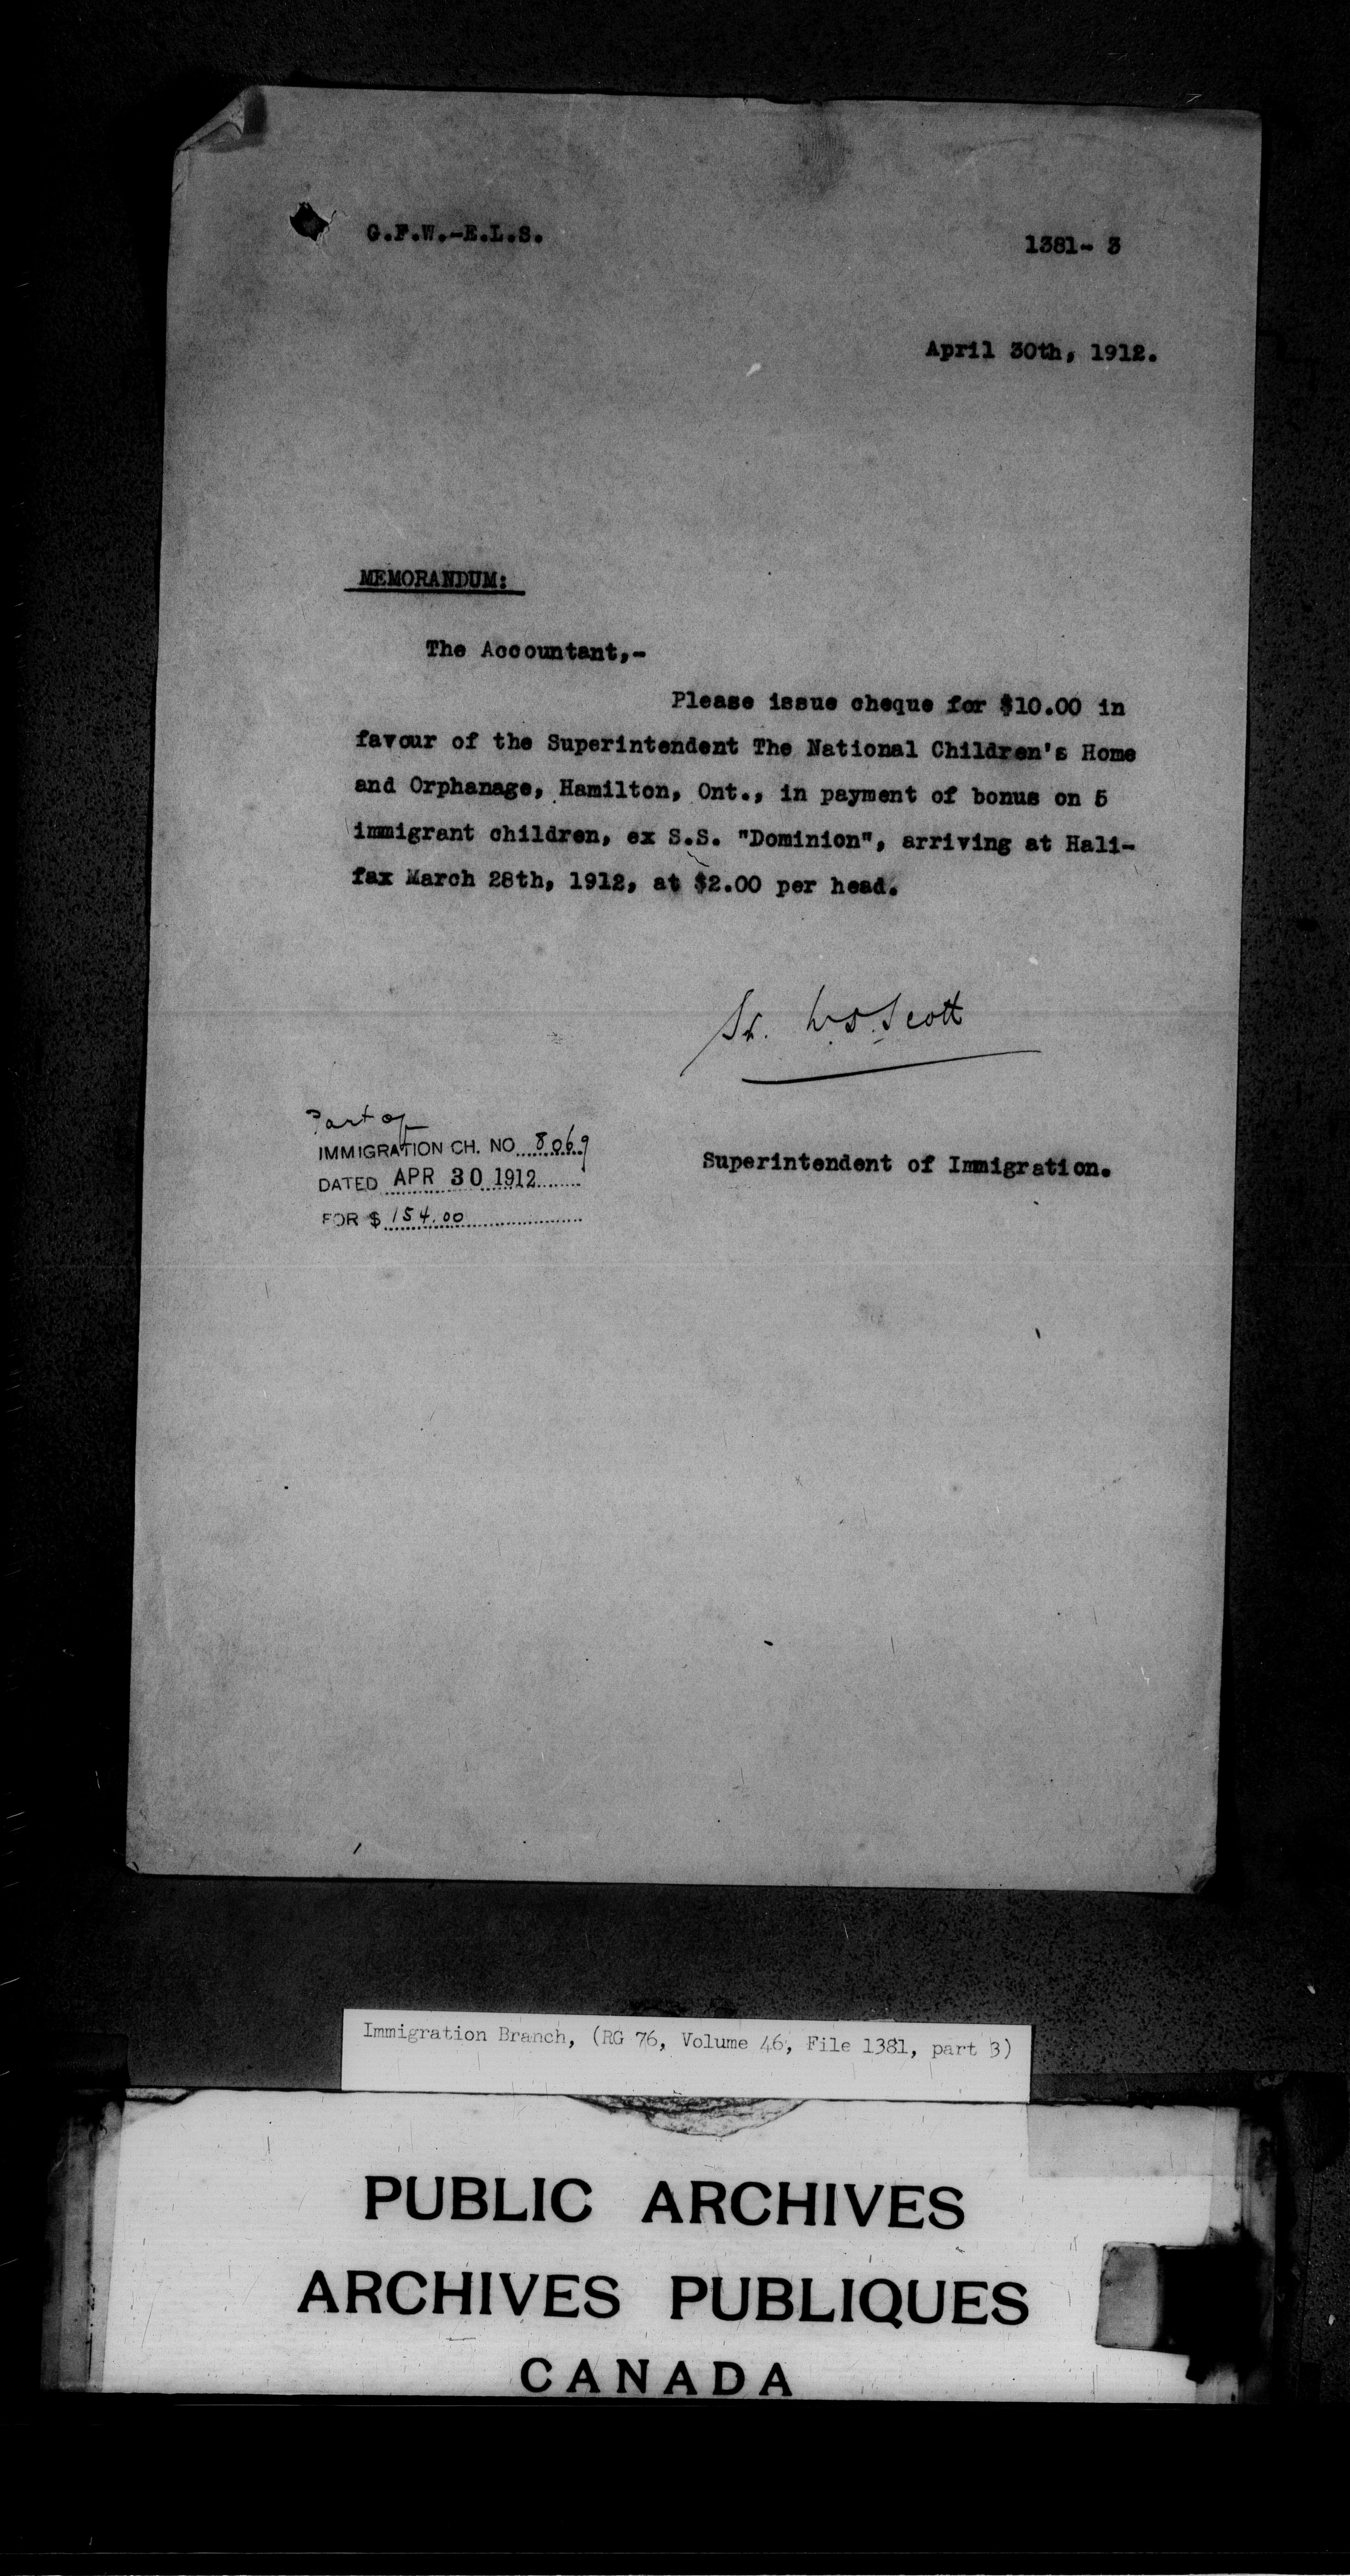 G.F.W.-E.L.S.
1381- 3
April 30th, 1912.
MEMORANDUM:
The Accountant,-
Please issue cheque for $10.00 in
favour of the Superintendent The National Children's Home
and Orphanage, Hamilton, Ont., in payment of bonus on 5
immigrant children, ex S.S. "Dominion", arriving at Hali-
fax March 28th, 1912, at $2.00 per head.
W.D. Scott
Part of
IMMIGRATION CH. NO. 8069
DATED APR 30 1912
FOR $ 154.00
Superintendent of Immigration.
Immigration Branch, (RG 76, Volume 46, File 1381, part 3)
PUBLIC ARCHIVES
ARCHIVES PUBLIQUES
CANADA